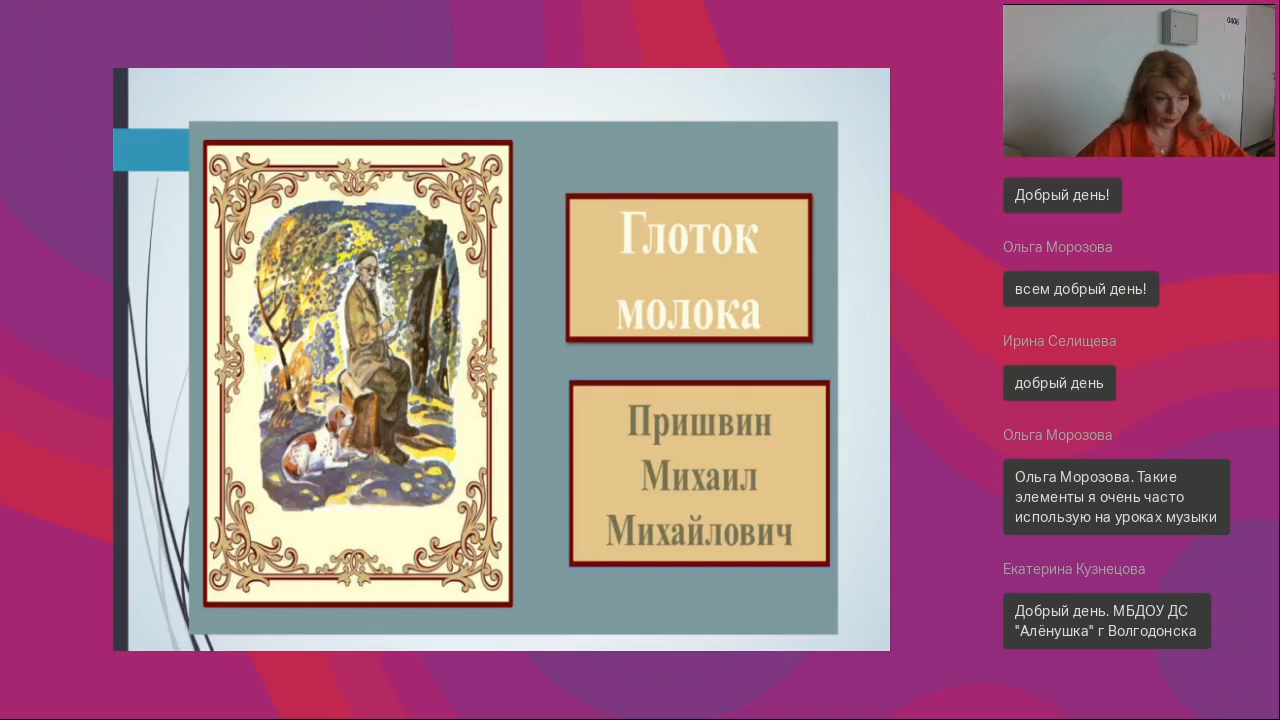 Глоток
молока
Пришвин
Михаил
Михайлович
0406
Добрый день!
Ольга Морозова
всем добрый день!
Ирина Селищева
добрый день
Ольга Морозова
Ольга Морозова. Такие
элементы я очень часто
использую на уроках музыки
Екатерина Кузнецова
Добрый день. МБДОУ ДС
"Алёнушка" г Волгодонска